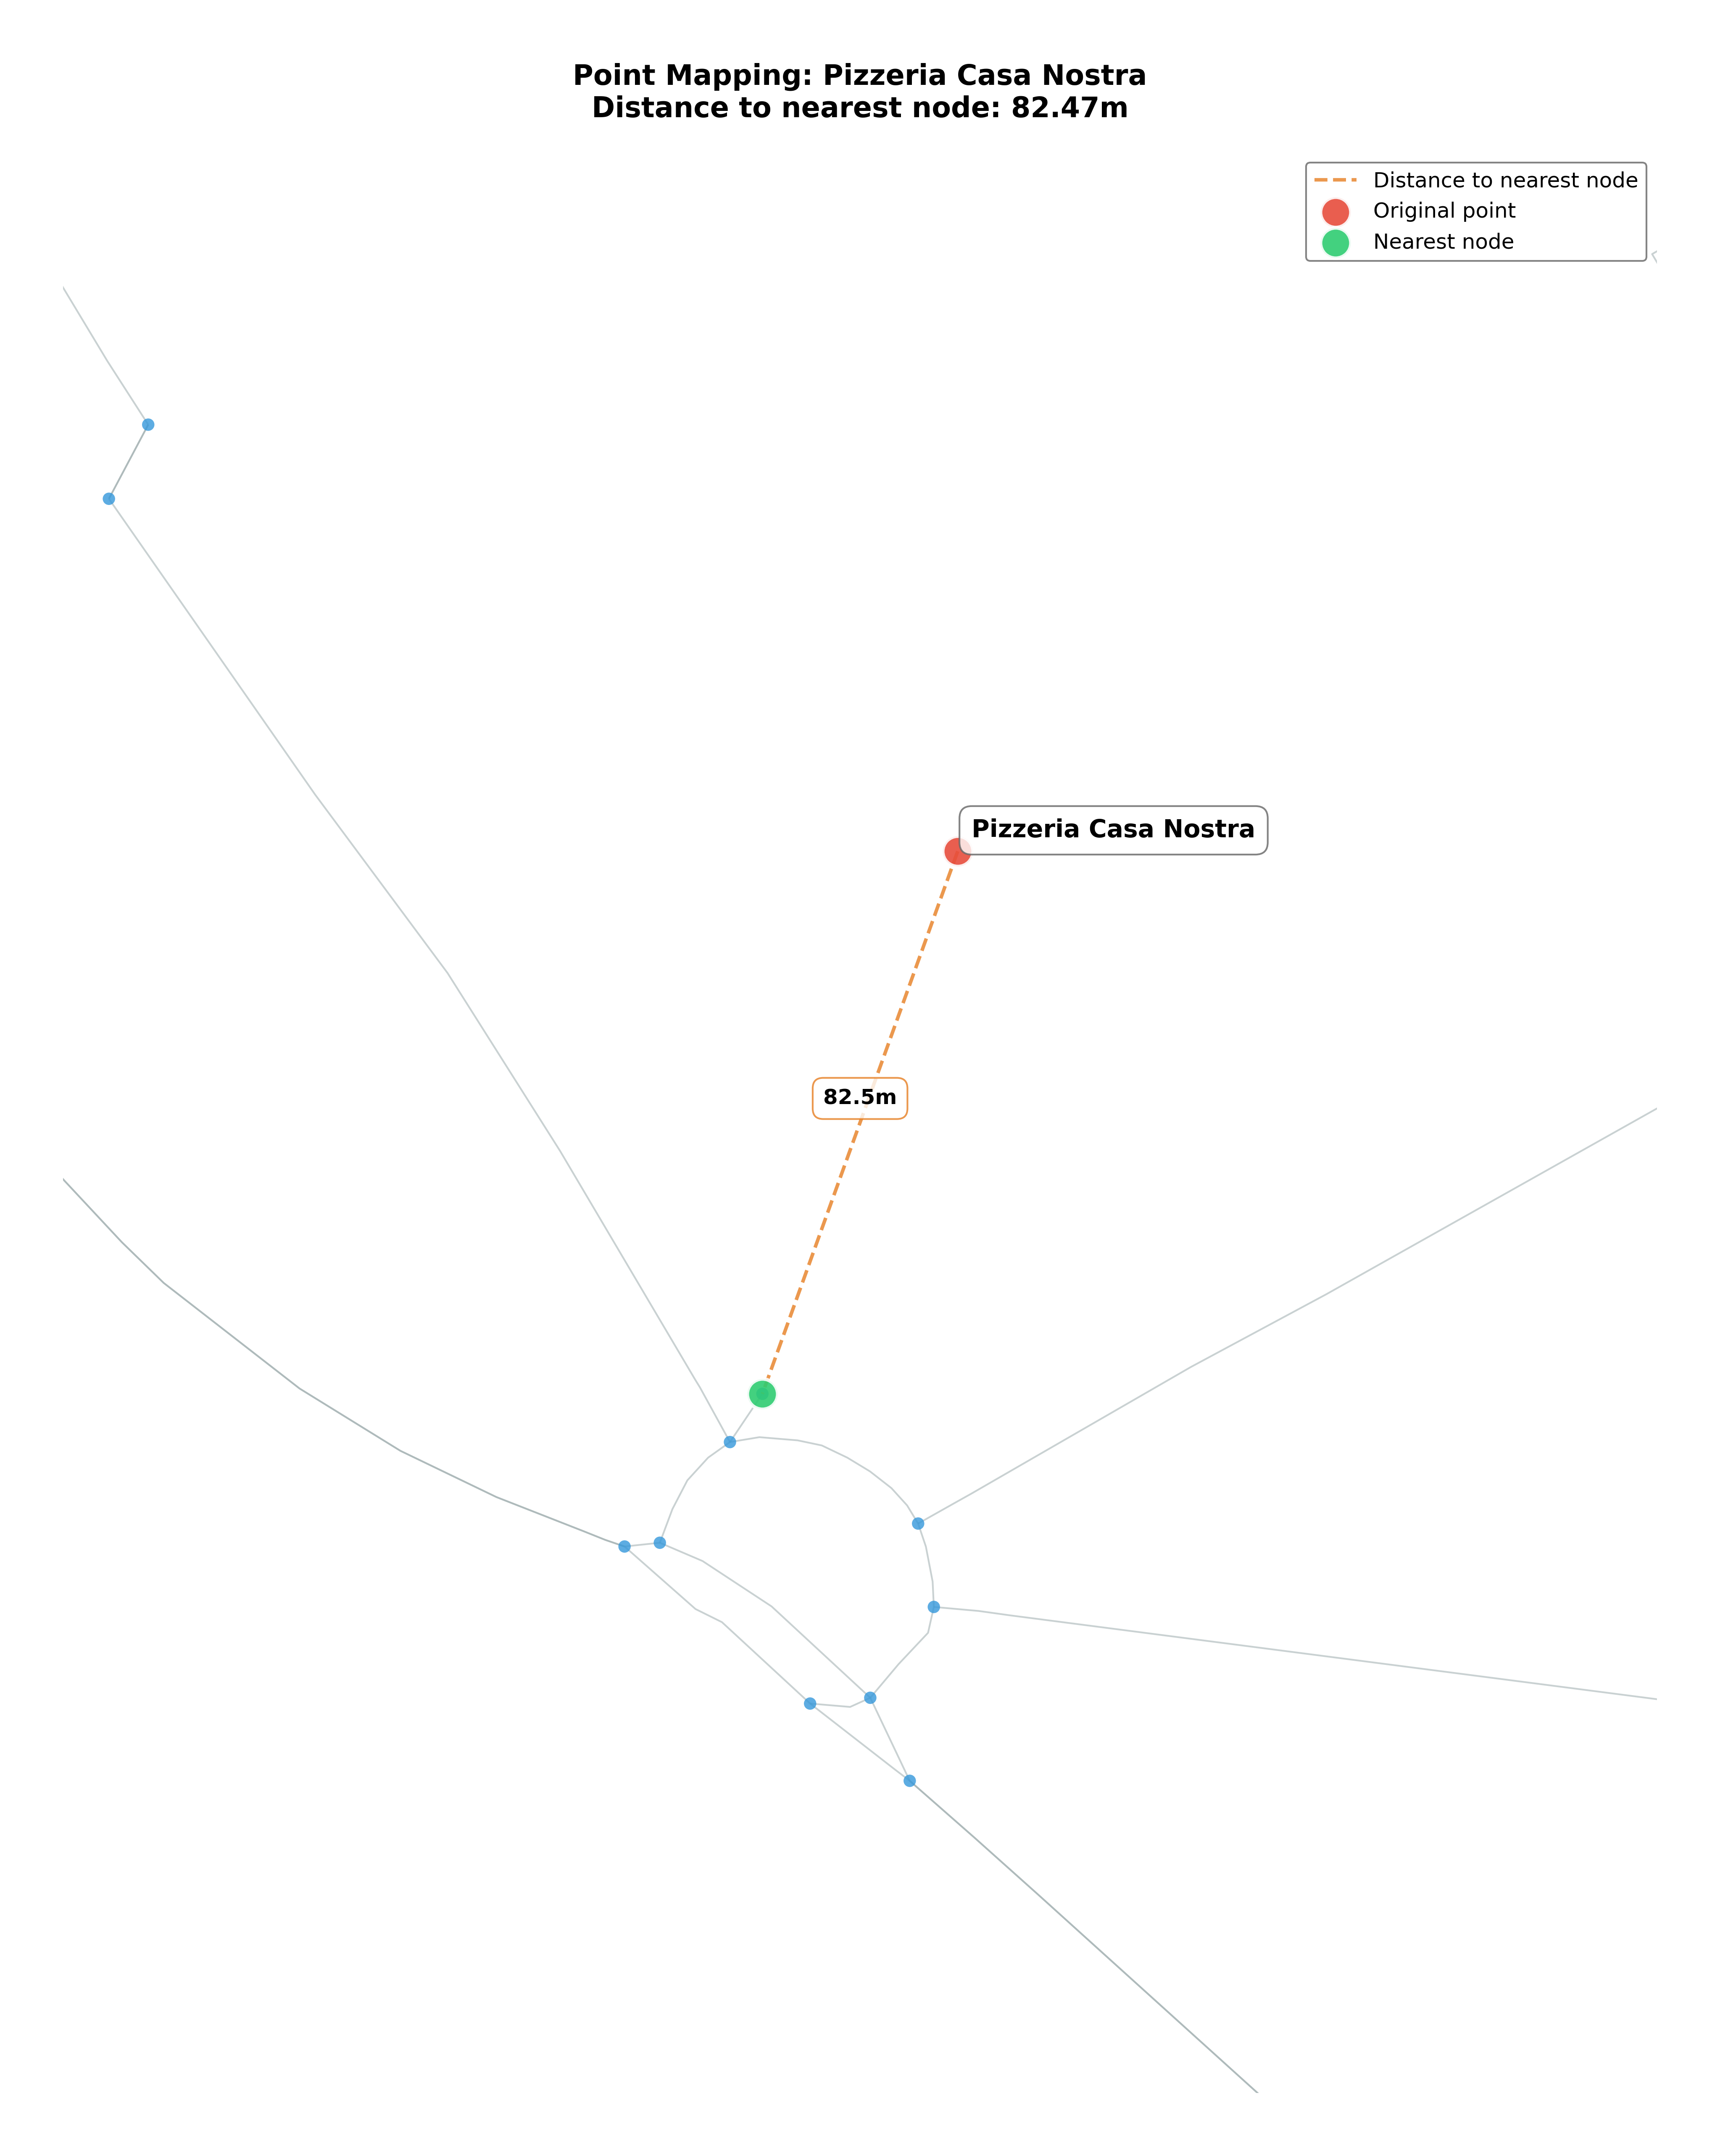 Point Mapping: Pizzeria Casa Nostra
Distance to nearest node: 82.47m
Distance to nearest node
Original point
Nearest node
Pizzeria Casa Nostra
82.5m